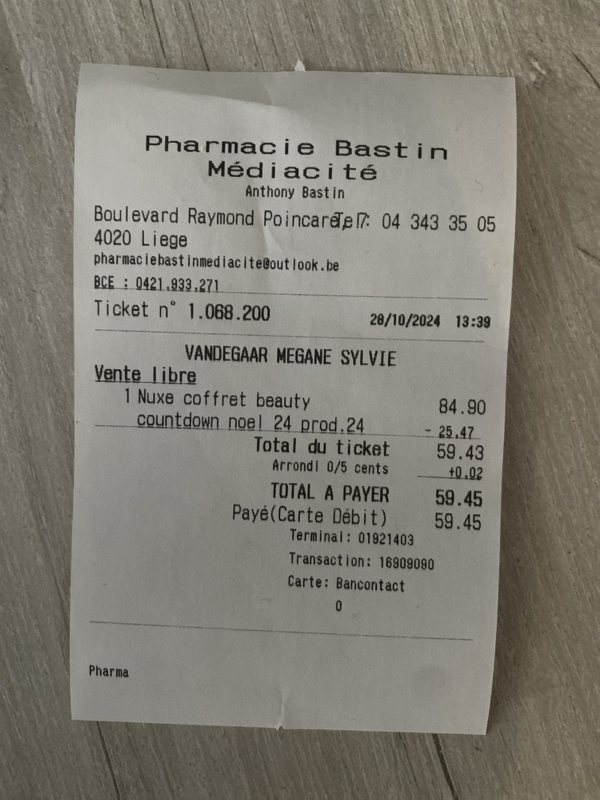 Pharmacie Bastin
Médiacité
Anthony Bastin
Boulevard Raymond Poincaré, 7 Tel: 04 343 35 05
4020 Liege
pharmaciebastinmediacite@outlook.be
BCE : 0421.933.271
Ticket n° 1.068.200 28/10/2024 13:39
VANDEGAAR MEGANE SYLVIE
Vente libre
1 Nuxe coffret beauty 84.90
countdown noel 24 prod.24 - 25.47
Total du ticket 59.43
Arrondi 0/5 cents +0.02
TOTAL A PAYER 59.45
Payé(Carte Débit) 59.45
Terminal: 01921403
Transaction: 16909090
Carte: Bancontact
0
Pharma